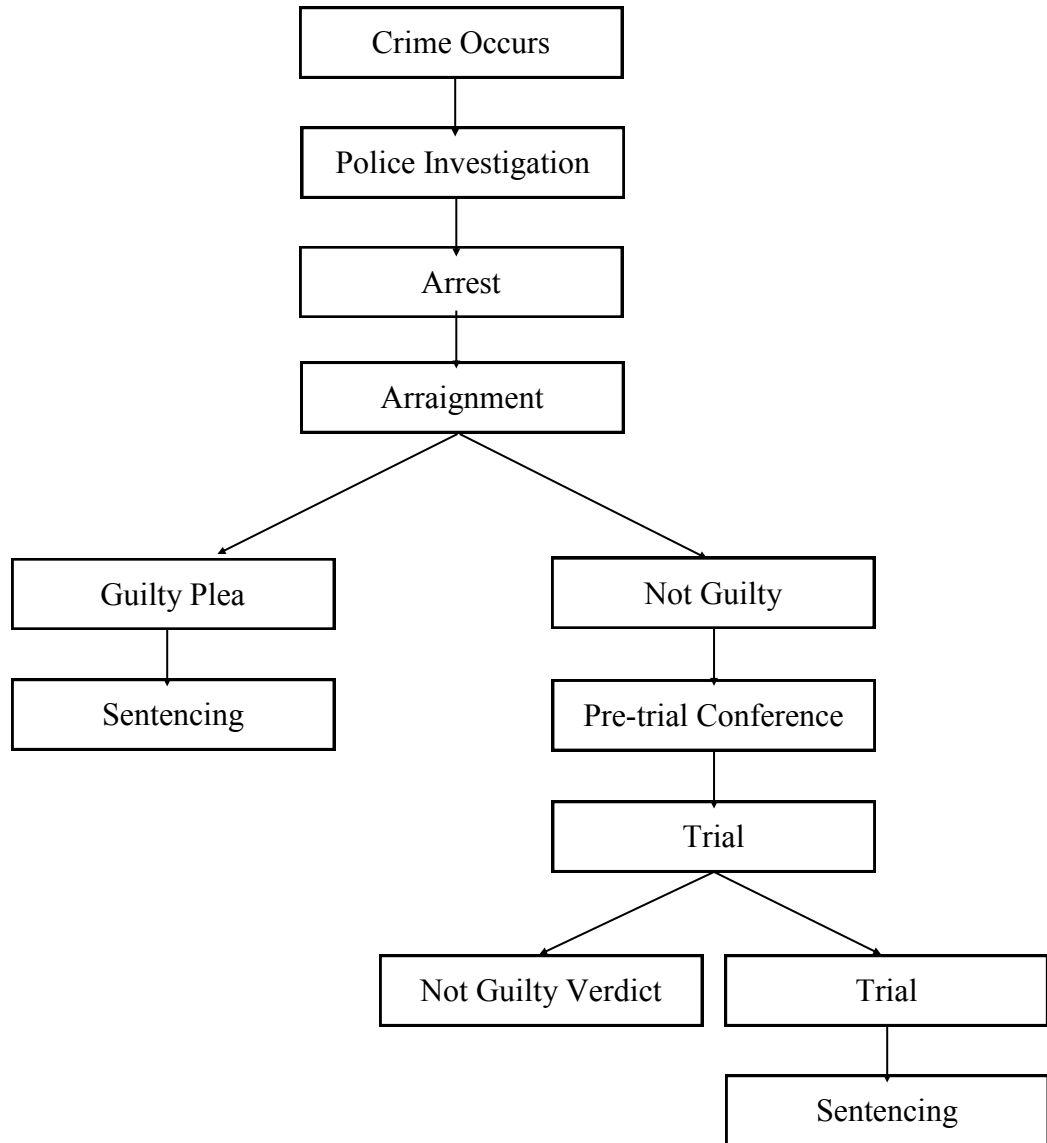 Crime Occurs
Police Investigation
Arrest
Arraignment
Guilty Plea
Not Guilty
Sentencing
Pre-trial Conference
Trial
Not Guilty Verdict
Trial
Sentencing